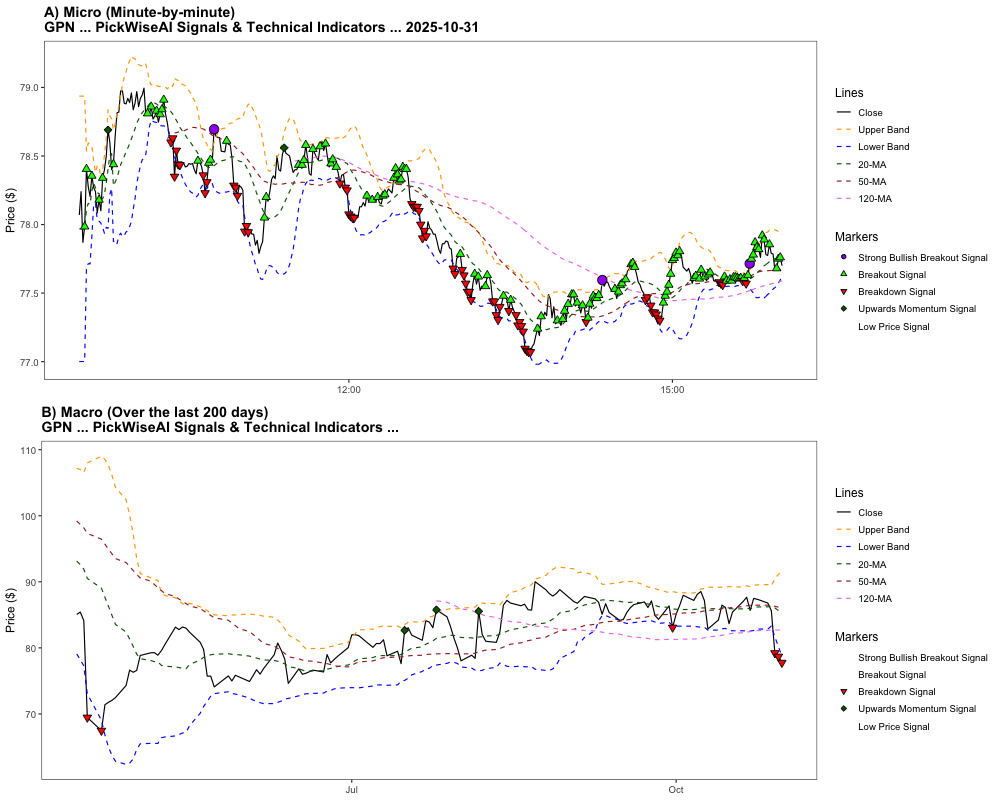 A) Micro (Minute-by-minute)
GPN ... PickWiseAI Signals & Technical Indicators ... 2025-10-31
Price ($)
79.0
78.5
78.0
77.5
77.0
12:00
15:00
Lines
Close
Upper Band
Lower Band
20-MA
50-MA
120-MA
Markers
Strong Bullish Breakout Signal
Breakout Signal
Breakdown Signal
Upwards Momentum Signal
Low Price Signal
B) Macro (Over the last 200 days)
GPN ... PickWiseAI Signals & Technical Indicators ...
Price ($)
110
100
90
80
70
Jul
Oct
Lines
Close
Upper Band
Lower Band
20-MA
50-MA
120-MA
Markers
Strong Bullish Breakout Signal
Breakout Signal
Breakdown Signal
Upwards Momentum Signal
Low Price Signal